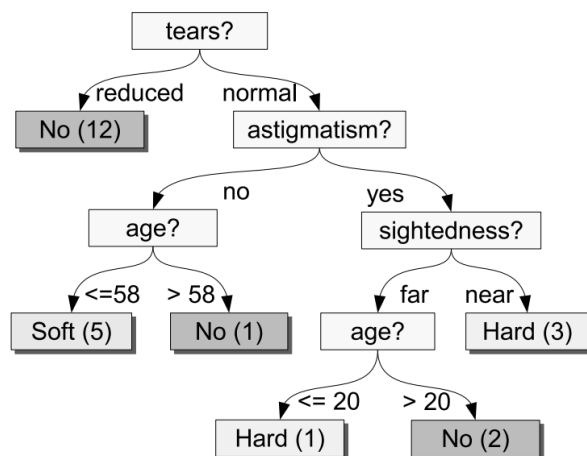 tears?
reduced
normal
No (12)
astigmatism?
no
yes
age?
sightedness?
<=58
> 58
far
near
Soft (5)
No (1)
age?
Hard (3)
<= 20
> 20
Hard (1)
No (2)